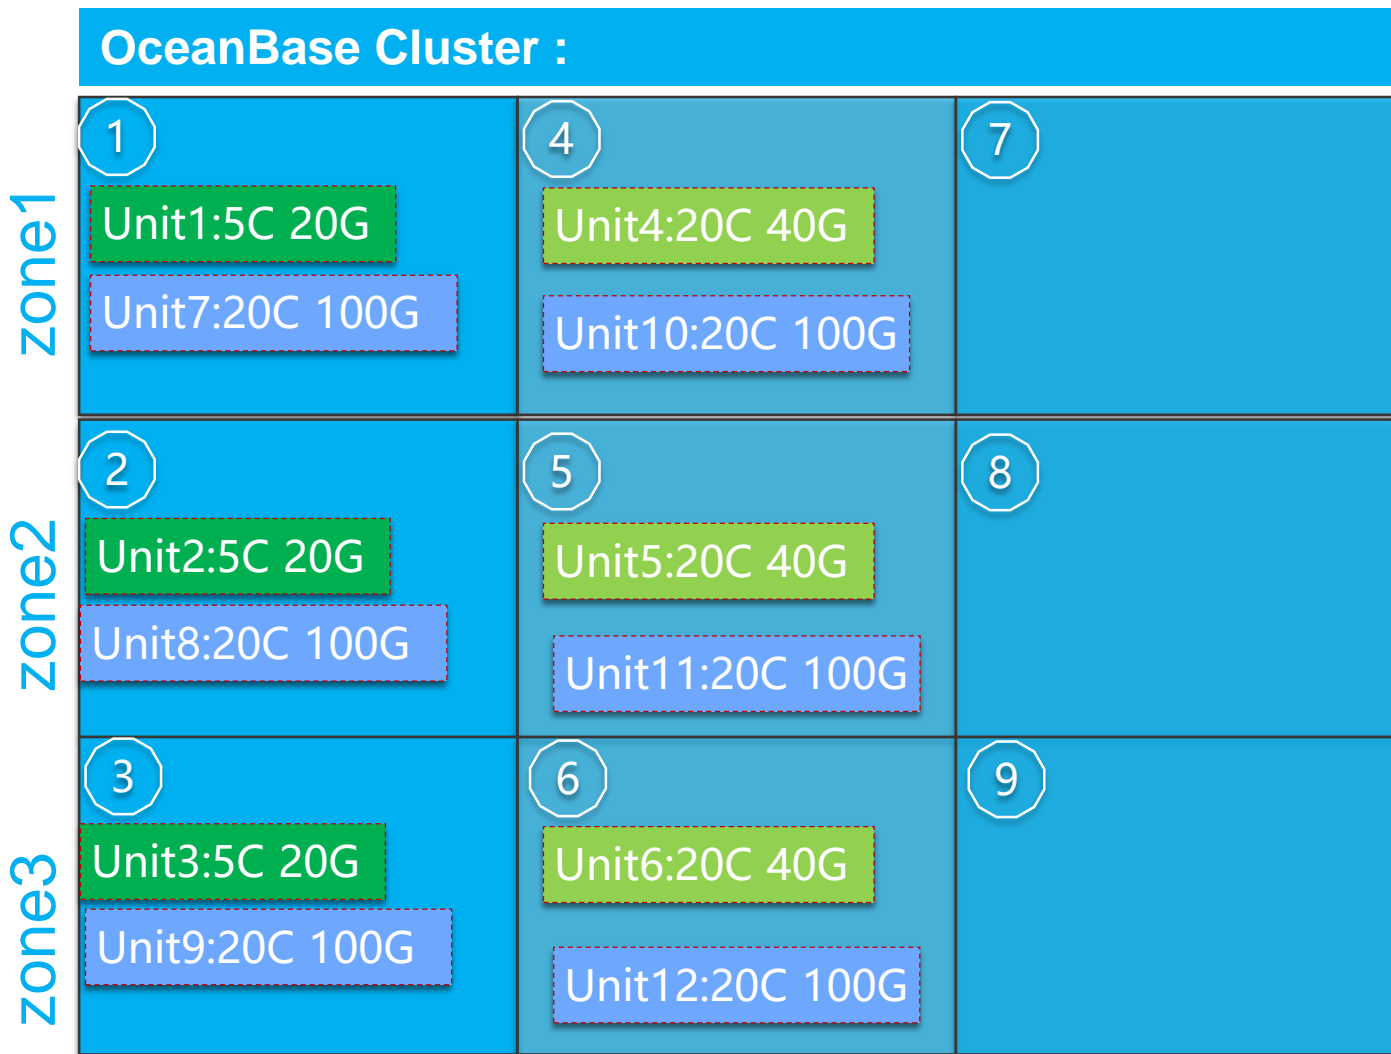 OceanBase Cluster :
zone1
1
Unit1:5C 20G
Unit7:20C 100G
4
Unit4:20C 40G
Unit10:20C 100G
7
zone2
2
Unit2:5C 20G
Unit8:20C 100G
5
Unit5:20C 40G
Unit11:20C 100G
8
zone3
3
Unit3:5C 20G
Unit9:20C 100G
6
Unit6:20C 40G
Unit12:20C 100G
9